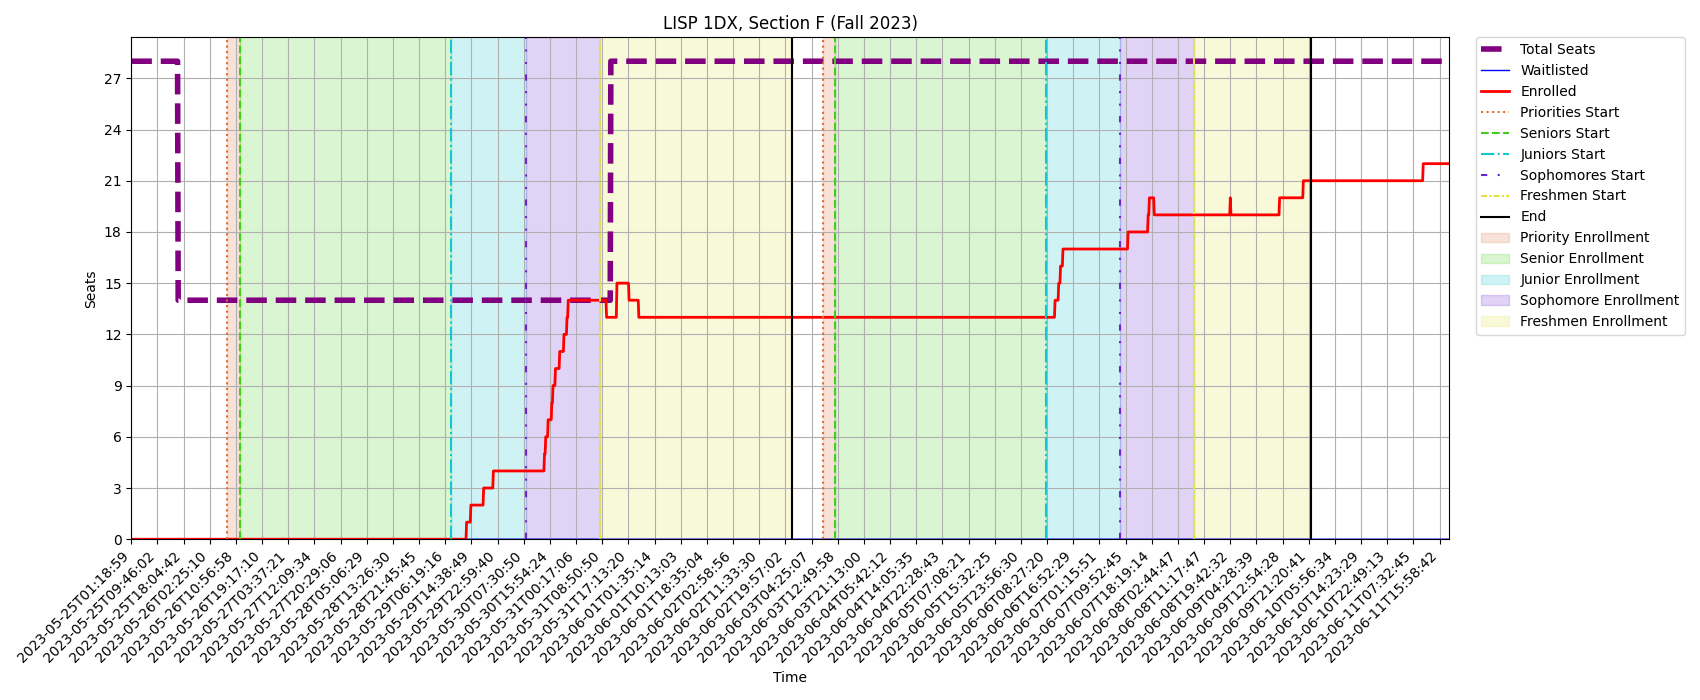 LISP 1DX, Section F (Fall 2023)
Seats
27
24
21
18
15
12
9
6
3
0
2023-05-25T01:18:59
2023-05-25T09:46:02
2023-05-25T18:04:42
2023-05-26T02:25:10
2023-05-26T10:56:58
2023-05-26T19:17:10
2023-05-27T03:37:21
2023-05-27T12:09:34
2023-05-27T20:29:06
2023-05-28T05:06:29
2023-05-28T13:26:30
2023-05-28T21:45:45
2023-05-29T06:19:16
2023-05-29T14:38:49
2023-05-29T22:59:40
2023-05-30T07:30:50
2023-05-30T15:54:24
2023-05-31T00:17:06
2023-05-31T08:50:50
2023-05-31T17:13:20
2023-06-01T01:35:14
2023-06-01T10:13:03
2023-06-01T18:35:04
2023-06-02T02:58:56
2023-06-02T11:33:30
2023-06-02T19:57:02
2023-06-03T04:25:07
2023-06-03T12:49:58
2023-06-03T21:13:00
2023-06-04T05:42:12
2023-06-04T14:05:35
2023-06-04T22:28:43
2023-06-05T07:08:21
2023-06-05T15:32:25
2023-06-05T23:56:30
2023-06-06T08:27:20
2023-06-06T16:52:29
2023-06-07T01:15:51
2023-06-07T09:52:45
2023-06-07T18:19:14
2023-06-08T02:44:47
2023-06-08T11:17:47
2023-06-08T19:42:32
2023-06-09T04:28:39
2023-06-09T12:54:28
2023-06-09T21:20:41
2023-06-10T05:56:34
2023-06-10T14:23:29
2023-06-10T22:49:13
2023-06-11T07:32:45
2023-06-11T15:58:42
Time
Total Seats
Waitlisted
Enrolled
Priorities Start
Seniors Start
Juniors Start
Sophomores Start
Freshmen Start
End
Priority Enrollment
Senior Enrollment
Junior Enrollment
Sophomore Enrollment
Freshmen Enrollment